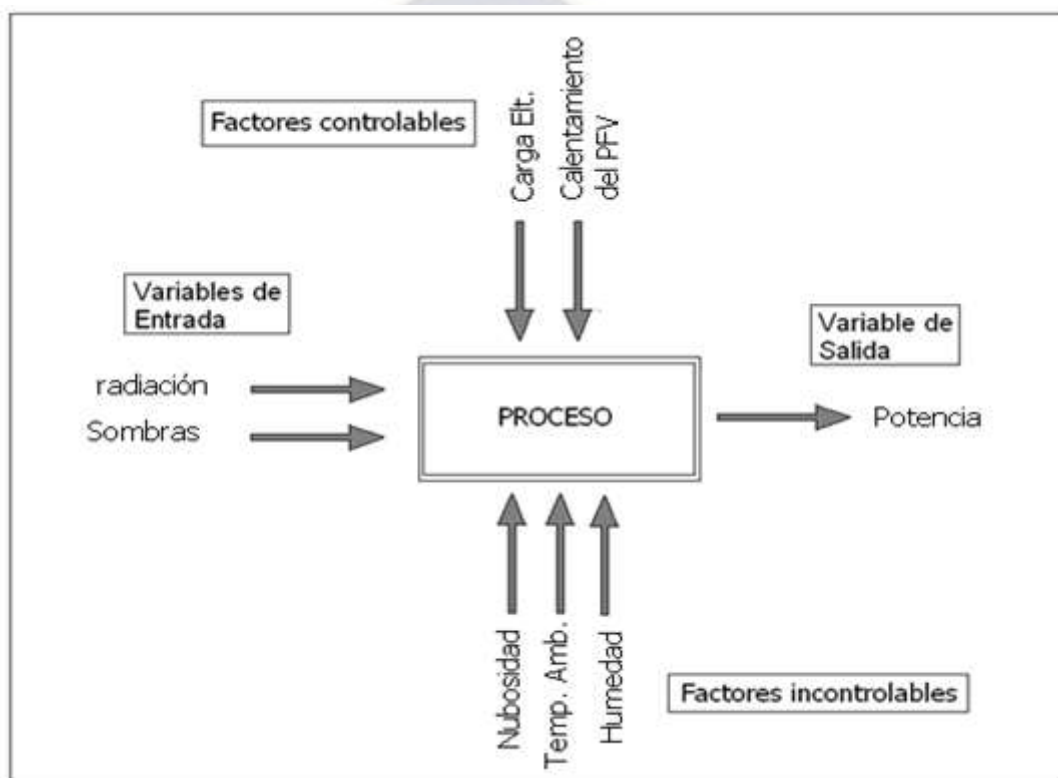 Factores controlables
Carga Elt.
Calentamiento
del PFV
Variables de
Entrada
radiación
Sombras
PROCESO
Variable de
Salida
Potencia
Nubosidad
Temp. Amb.
Humedad
Factores incontrolables